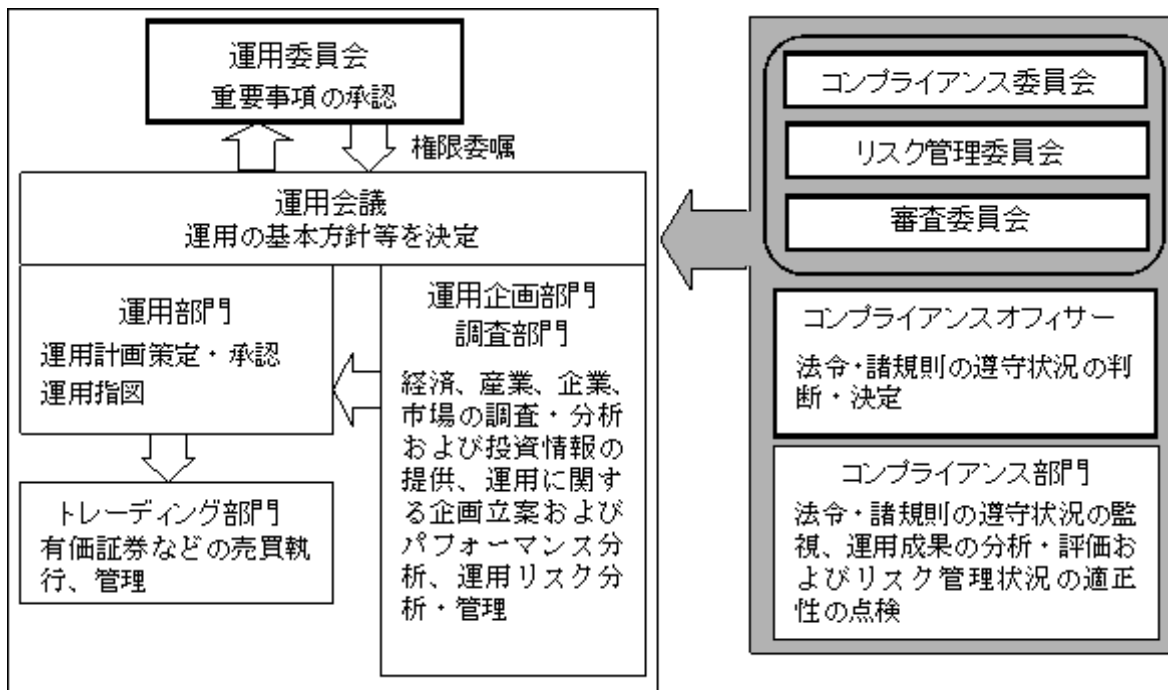 運用委員会
重要事項の承認
権限委嘱
運用会議
運用の基本方針等を決定
運用部門
運用計画策定・承認
運用指図
運用企画部門
調査部門
経済、産業、企業、
市場の調査・分析
および投資情報の
提供、運用に関す
る企画立案および
パフォーマンス分
析、運用リスク分
析・管理
トレーディング部門
有価証券などの売買執
行、管理
コンプライアンス委員会
リスク管理委員会
審査委員会
コンプライアンスオフィサー
法令・諸規則の遵守状況の判
断・決定
コンプライアンス部門
法令・諸規則の遵守状況の監
視、運用成果の分析・評価お
よびリスク管理状況の適正
性の点検